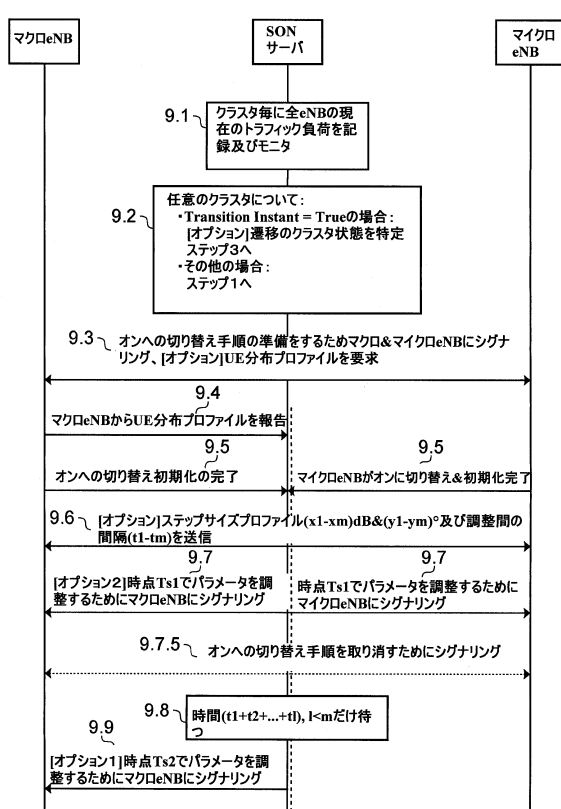 マクロeNB
SON
サーバ
マイクロ
eNB
9.1
クラスタ毎に全eNBの現
在のトラフィック負荷を記
録及びモニタ
9.2
任意のクラスタについて:
・Transition Instant = Trueの場合:
[オプション]遷移のクラスタ状態を特定
ステップ3へ
・その他の場合:
ステップ1へ
9.3
オンへの切り替え手順の準備をするためマクロ&マイクロeNBにシグナ
リング、[オプション]UE分布プロファイルを要求
9.4
マクロeNBからUE分布プロファイルを報告
9.5
オンへの切り替え初期化の完了
9.5
マイクロeNBがオンに切り替え&初期化完了
9.6
[オプション]ステップサイズプロファイル(x1-xm)dB&(y1-ym)°及び調整間の
間隔(t1-tm)を送信
9.7
[オプション2]時点Ts1でパラメータを調
整するためにマクロeNBにシグナリング
9.7
時点Ts1でパラメータを調整するために
マイクロeNBにシグナリング
9.7.5
オンへの切り替え手順を取り消すためにシグナリング
9.8
時間(t1+t2+...+tl), l<mだけ待
つ
9.9
[オプション1]時点Ts2でパラメータを調
整するためにマクロeNBにシグナリング